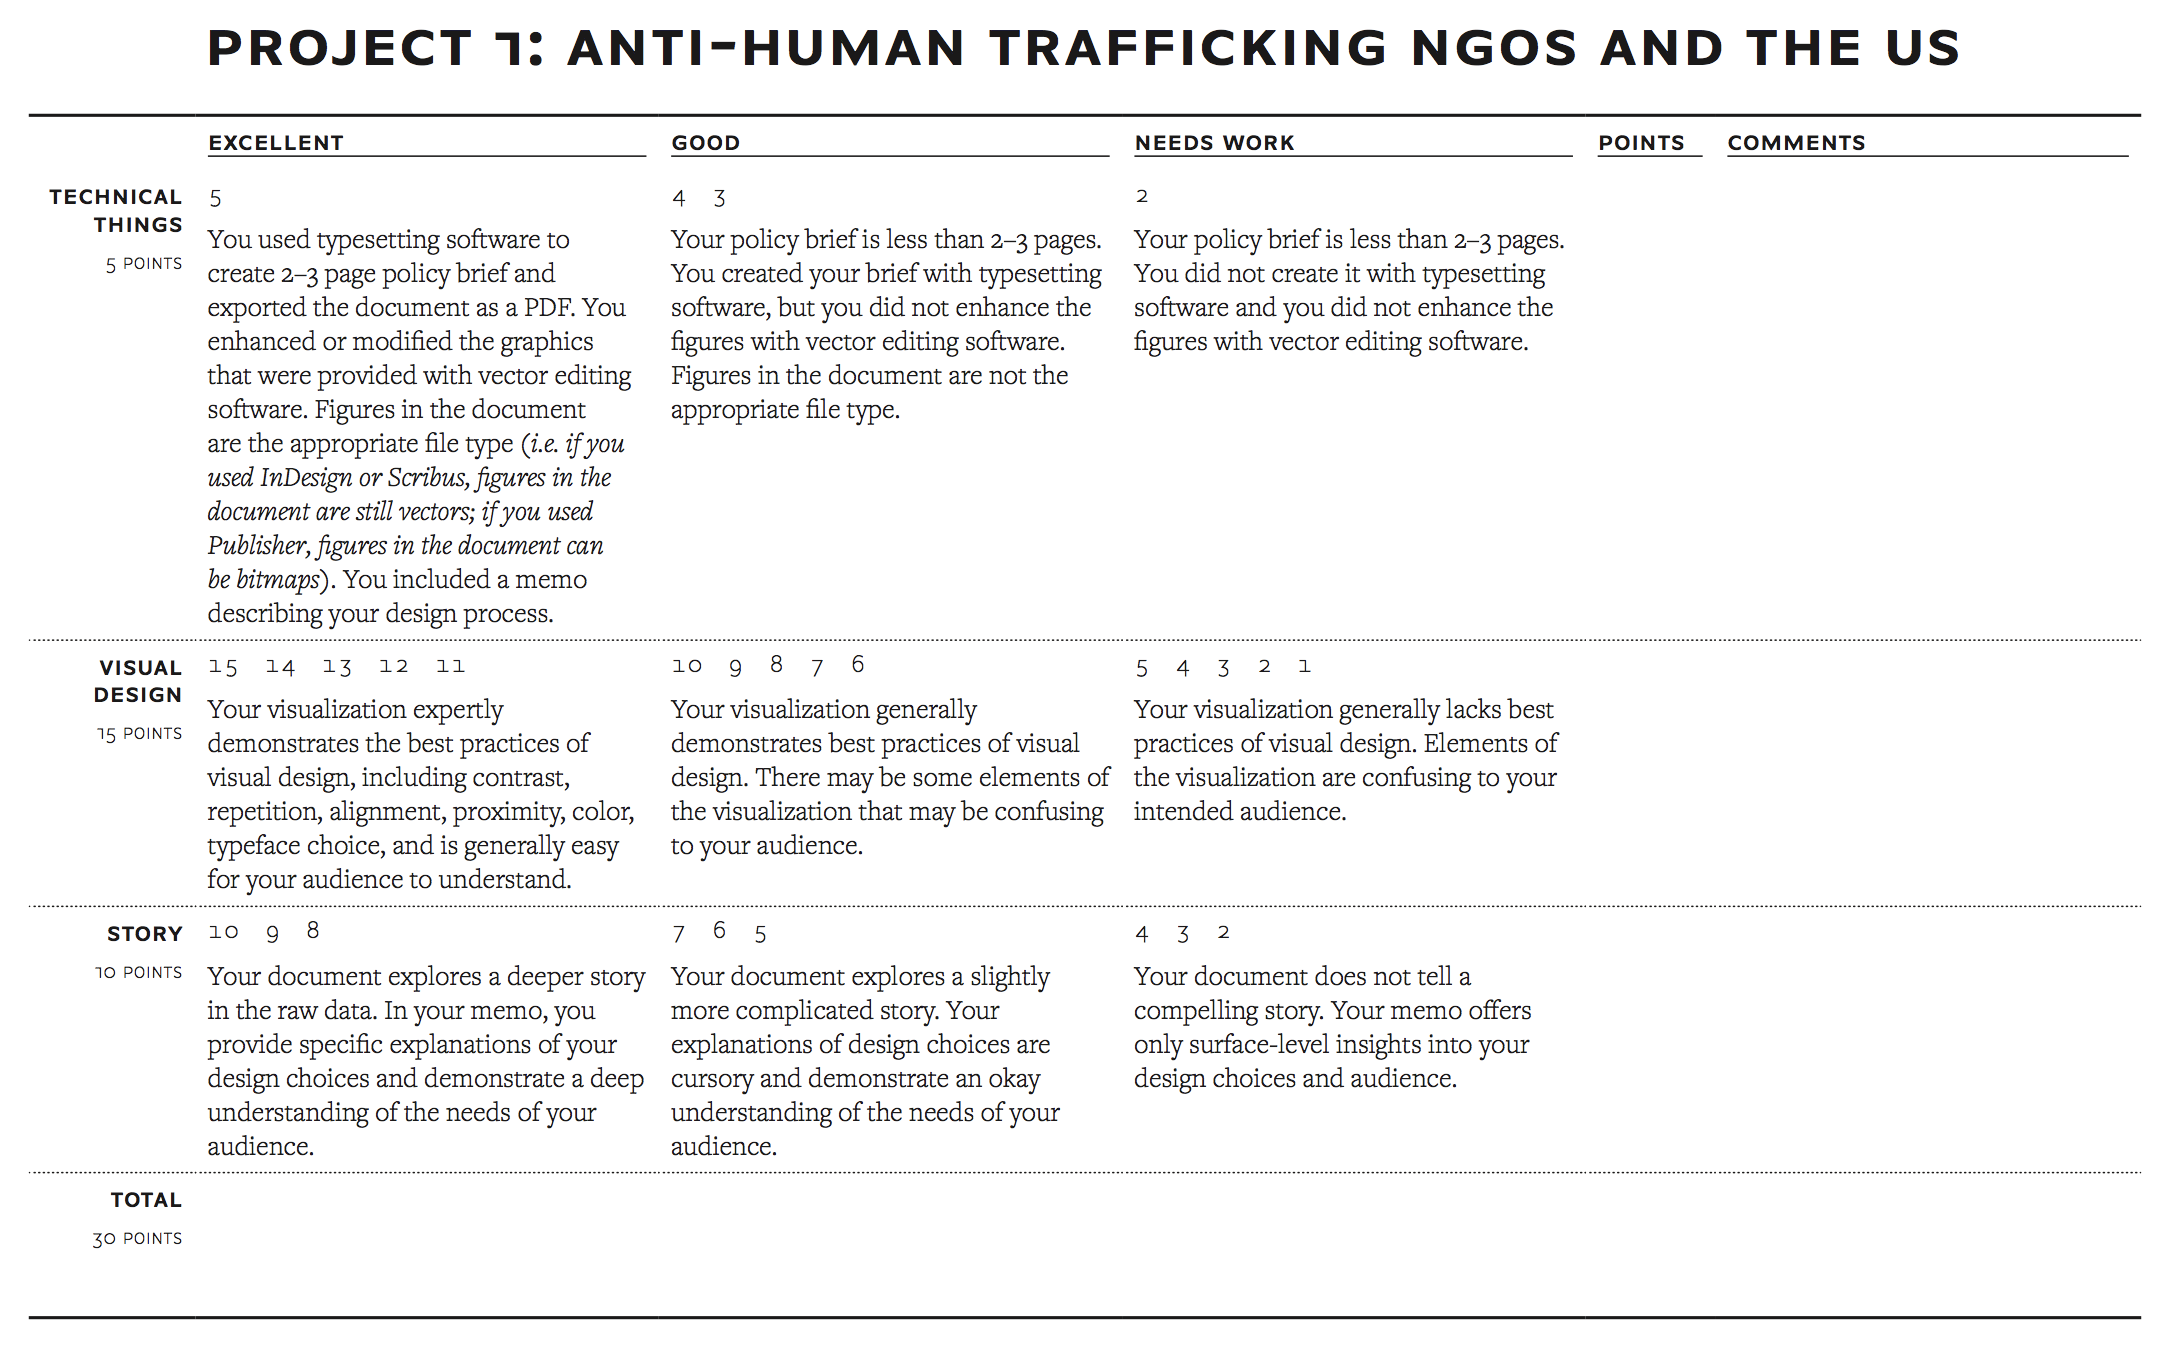 PROJECT 1: ANTI-HUMAN TRAFFICKING NGOS AND THE US
EXCELLENT
GOOD
NEEDS WORK
POINTS
COMMENTS
TECHNICAL
THINGS
5 POINTS
5
You used typesetting software to
create 2–3 page policy brief and
exported the document as a PDF. You
enhanced or modified the graphics
that were provided with vector editing
software. Figures in the document
are the appropriate file type (i.e. if you
used InDesign or Scribus, figures in the
document are still vectors; if you used
Publisher, figures in the document can
be bitmaps). You included a memo
describing your design process.
4 3
Your policy brief is less than 2–3 pages.
You created your brief with typesetting
software, but you did not enhance the
figures with vector editing software.
Figures in the document are not the
appropriate file type.
2
Your policy brief is less than 2–3 pages.
You did not create it with typesetting
software and you did not enhance the
figures with vector editing software.
VISUAL
DESIGN
15 POINTS
15 14 13 12 11
Your visualization expertly
demonstrates the best practices of
visual design, including contrast,
repetition, alignment, proximity, color,
typeface choice, and is generally easy
for your audience to understand.
10 9 8 7 6
Your visualization generally
demonstrates best practices of visual
design. There may be some elements of
the visualization that may be confusing
to your audience.
5 4 3 2 1
Your visualization generally lacks best
practices of visual design. Elements of
the visualization are confusing to your
intended audience.
STORY
10 POINTS
10 9 8
Your document explores a deeper story
in the raw data. In your memo, you
provide specific explanations of your
design choices and demonstrate a deep
understanding of the needs of your
audience.
7 6 5
Your document explores a slightly
more complicated story. Your
explanations of design choices are
cursory and demonstrate an okay
understanding of the needs of your
audience.
4 3 2
Your document does not tell a
compelling story. Your memo offers
only surface-level insights into your
design choices and audience.
TOTAL
30 POINTS